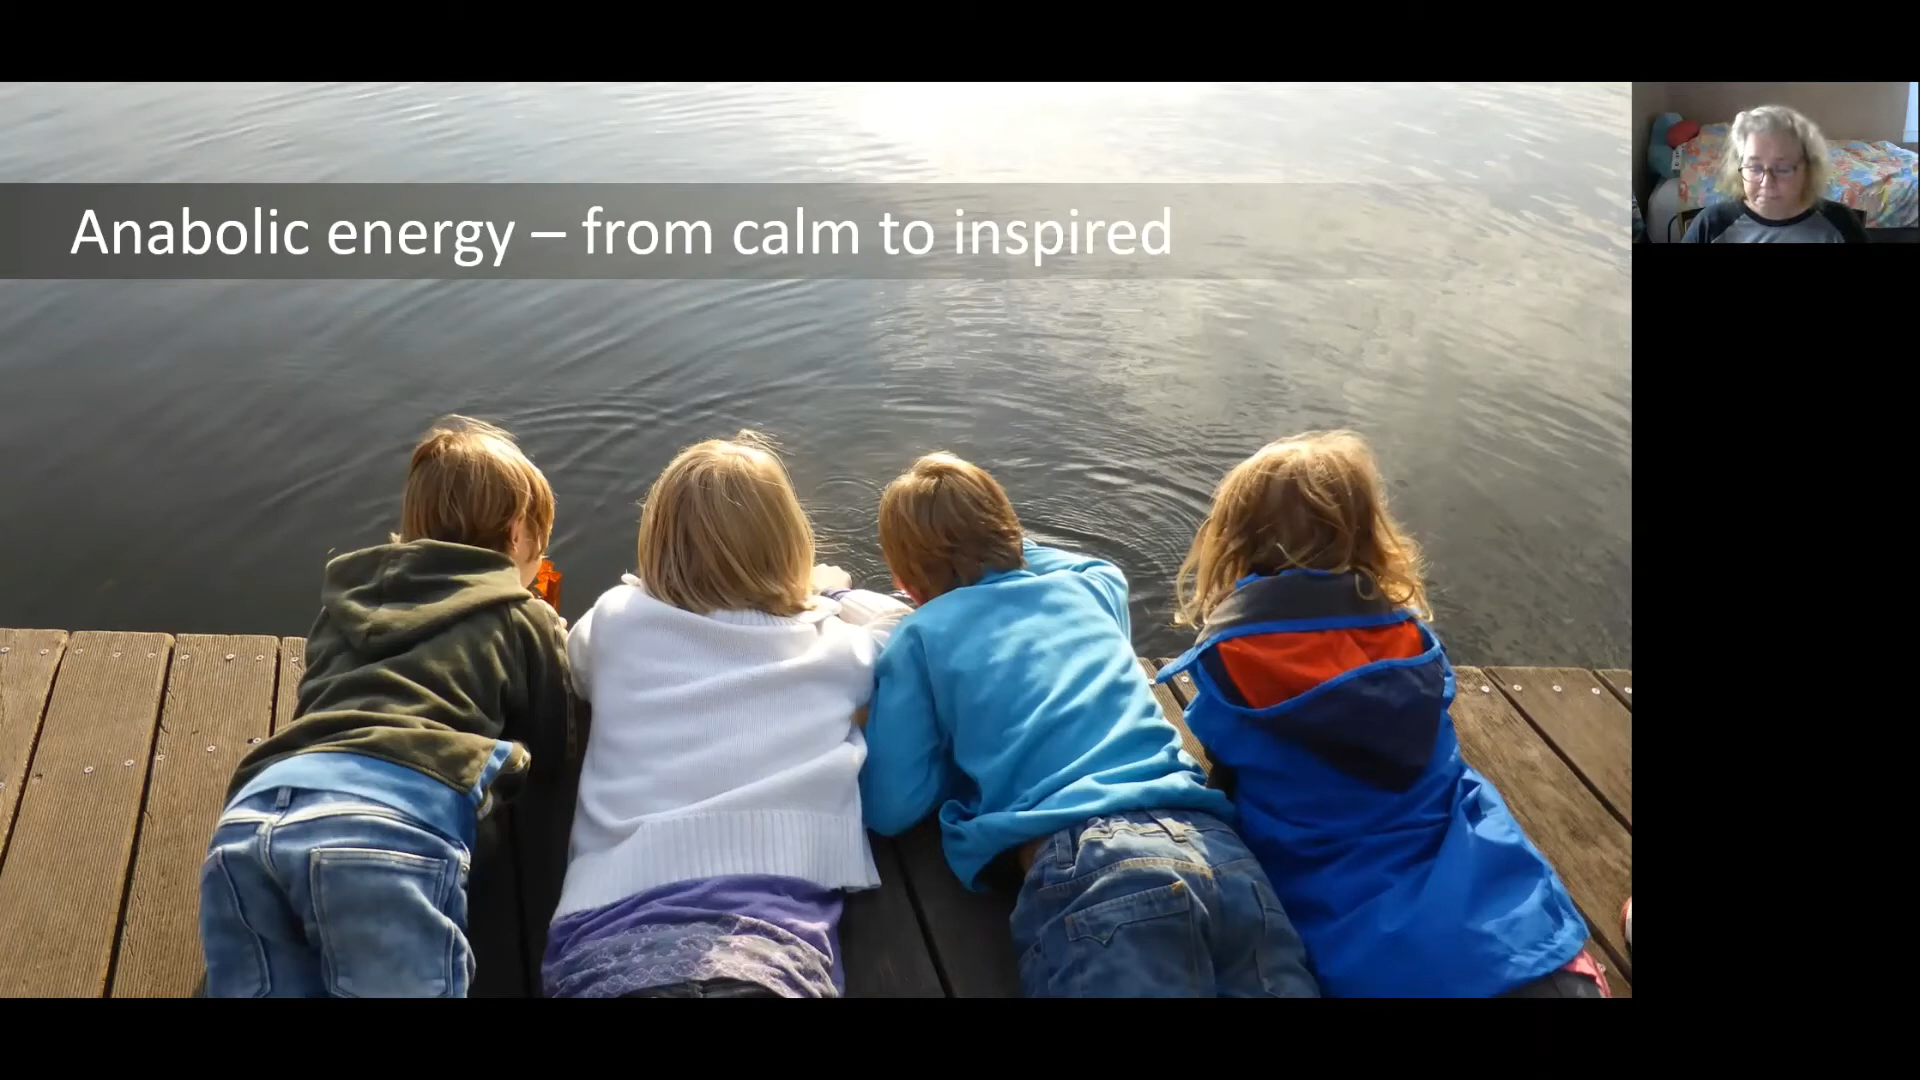 Anabolic energy – from calm to inspired